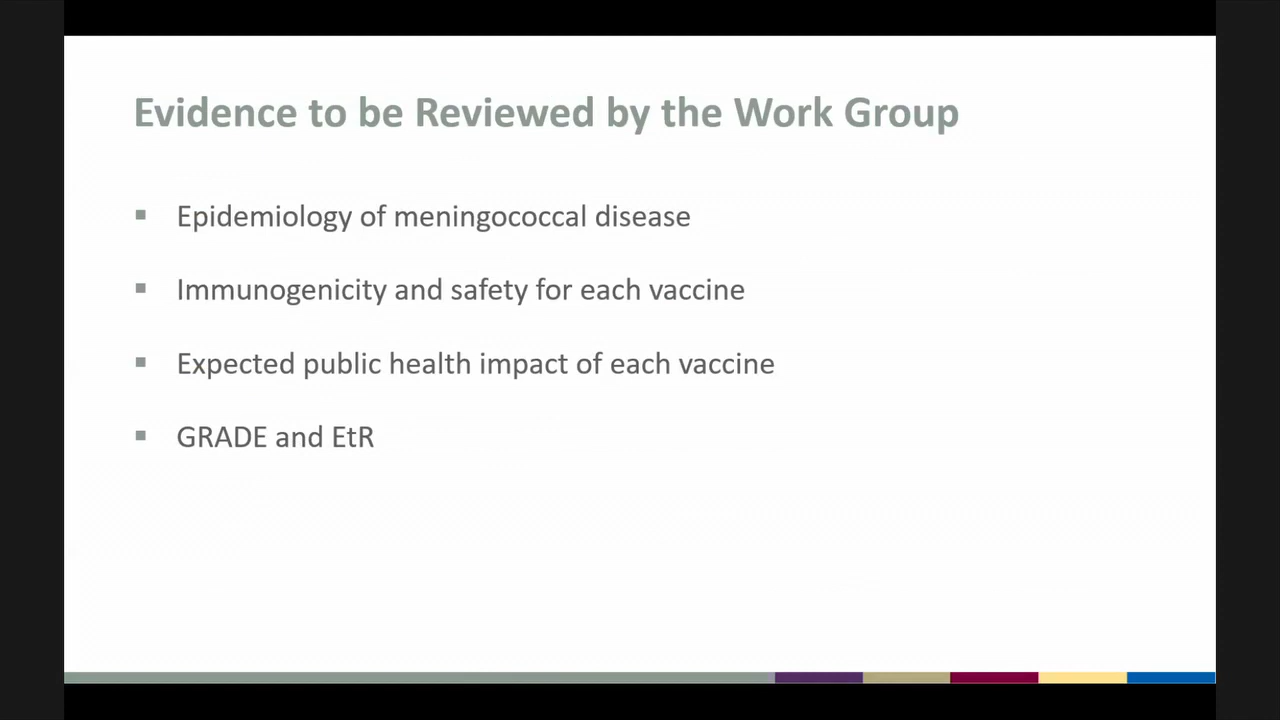 Evidence to be Reviewed by the Work Group
Epidemiology of meningococcal disease
Immunogenicity and safety for each vaccine
Expected public health impact of each vaccine
GRADE and EtR